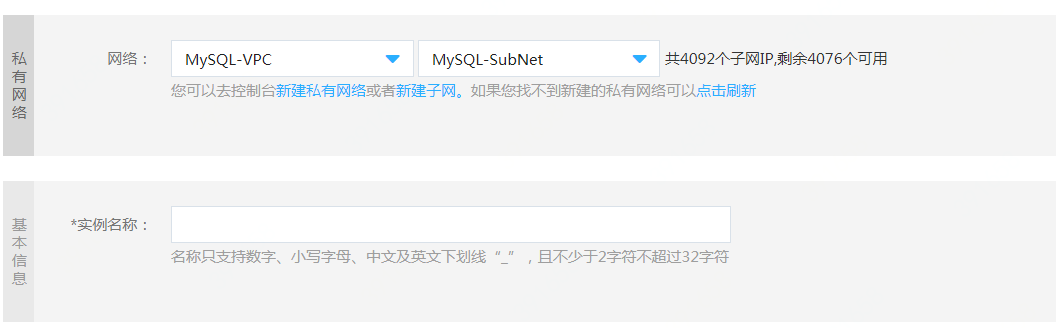 私有网络
网络： MySQL-VPC MySQL-SubNet 共4092个子网IP,剩余4076个可用
您可以去控制台新建私有网络或者新建子网。如果您找不到新建的私有网络可以点击刷新
基本信息
*实例名称：
名称只支持数字、小写字母、中文及英文下划线“_”，且不少于2字符不超过32字符